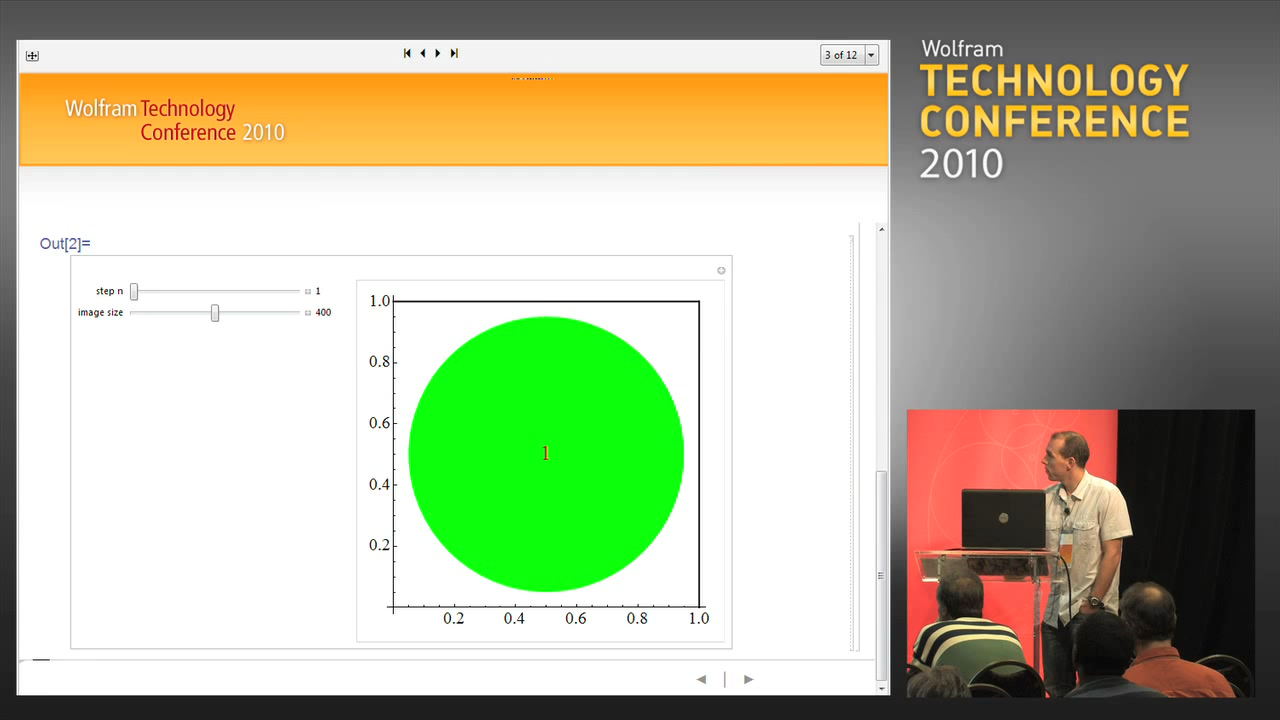 3 of 12
Wolfram Technology
Conference 2010
Wolfram
TECHNOLOGY
CONFERENCE
2010
Out[2]=
step n 1
image size 400
1.0
0.8
0.6
0.4
0.2
1
0.2 0.4 0.6 0.8 1.0